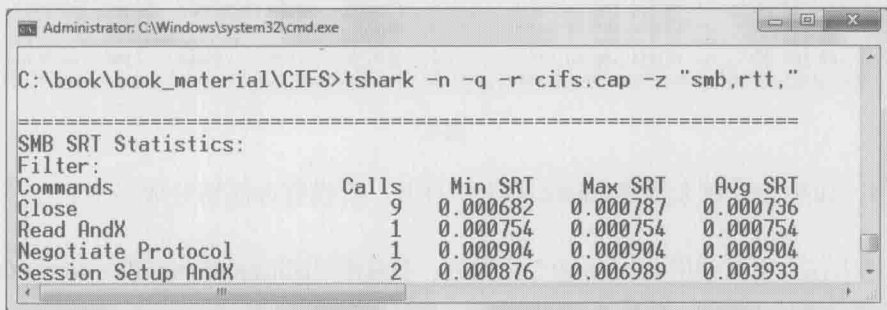 Administrator: C:\Windows\system32\cmd.exe
C:\book\book_material\CIFS>tshark -n -q -r cifs.cap -z "smb,rtt,"
=================================================================
SMB SRT Statistics:
Filter:
Commands Calls Min SRT Max SRT Avg SRT
Close 9 0.000682 0.000787 0.000736
Read AndX 1 0.000754 0.000754 0.000754
Negotiate Protocol 1 0.000904 0.000904 0.000904
Session Setup AndX 2 0.000876 0.006989 0.003933